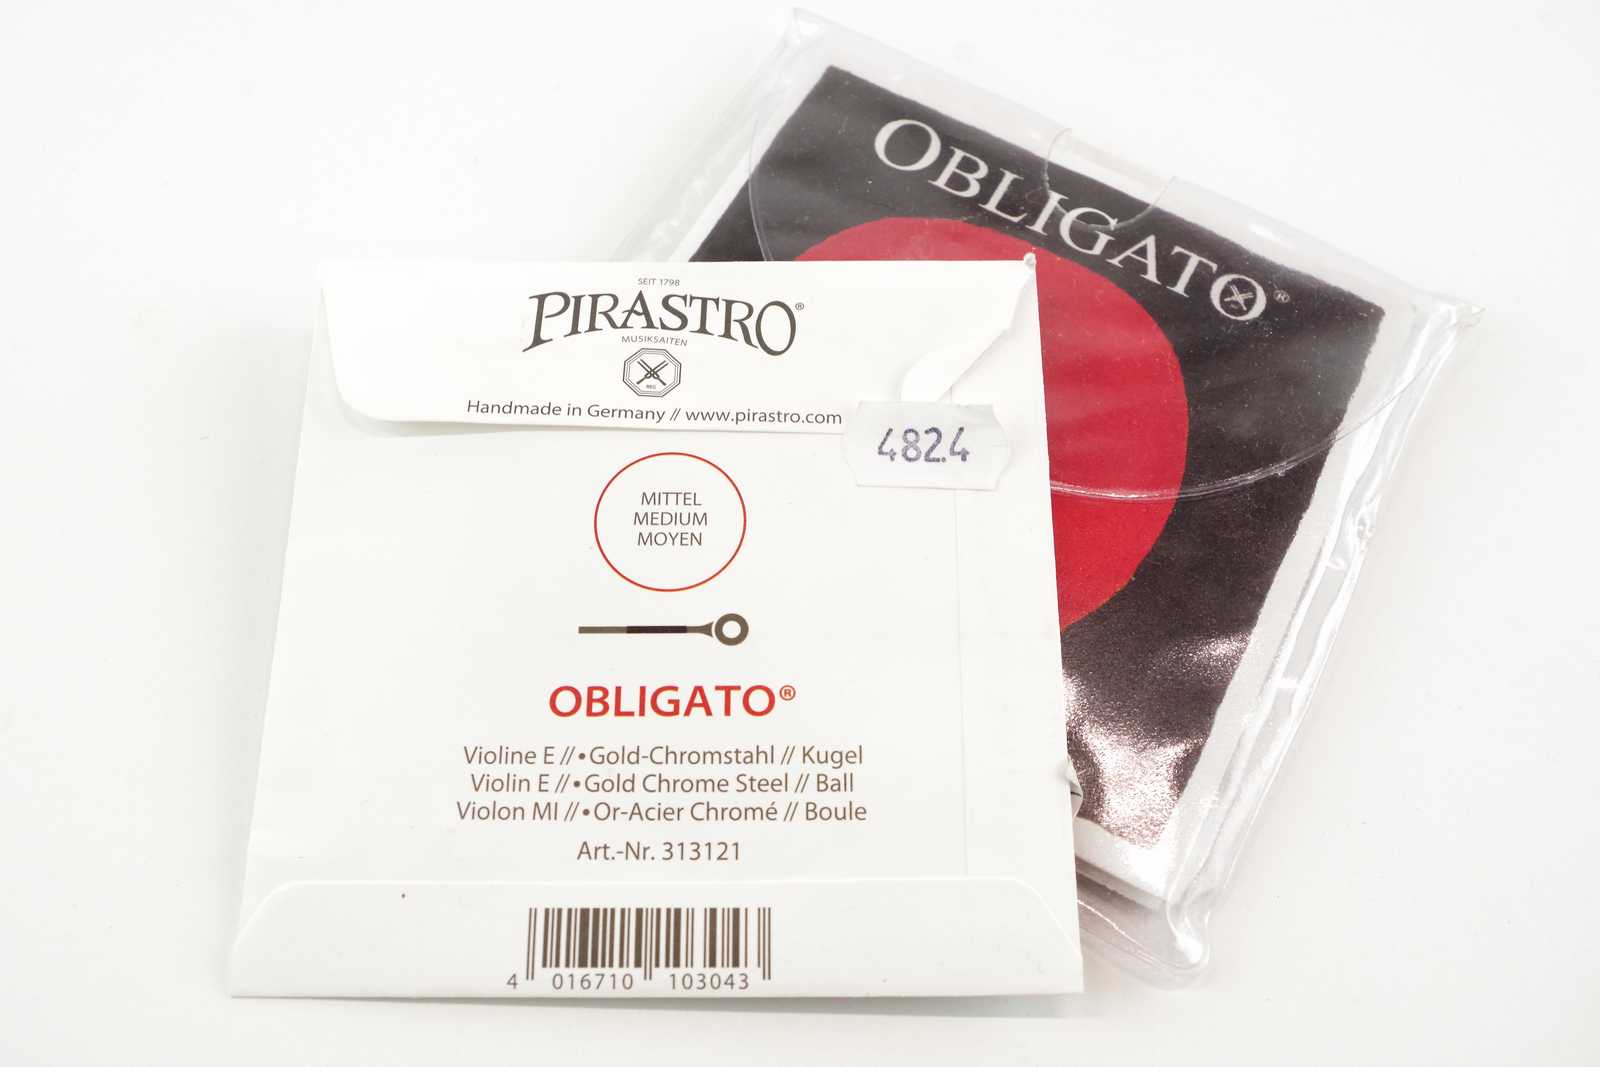 OBLIGATO®
SEIT 1798
PIRASTRO®
MUSIKSAITEN
REG
Handmade in Germany // www.pirastro.com
482.4
MITTEL
MEDIUM
MOYEN
OBLIGATO®
Violine E // • Gold-Chromstahl // Kugel
Violin E // • Gold Chrome Steel // Ball
Violon MI // • Or-Acier Chromé // Boule
Art.-Nr. 313121
4 016710 103043